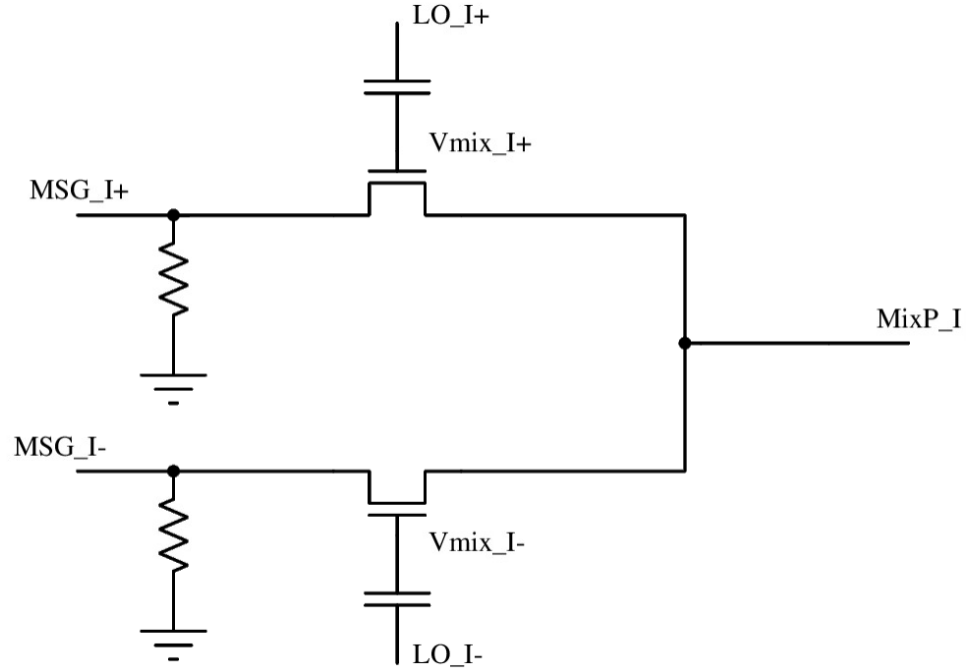 LO_I+
Vmix_I+
MSG_I+
MixP_I
MSG_I-
Vmix_I-
LO_I-